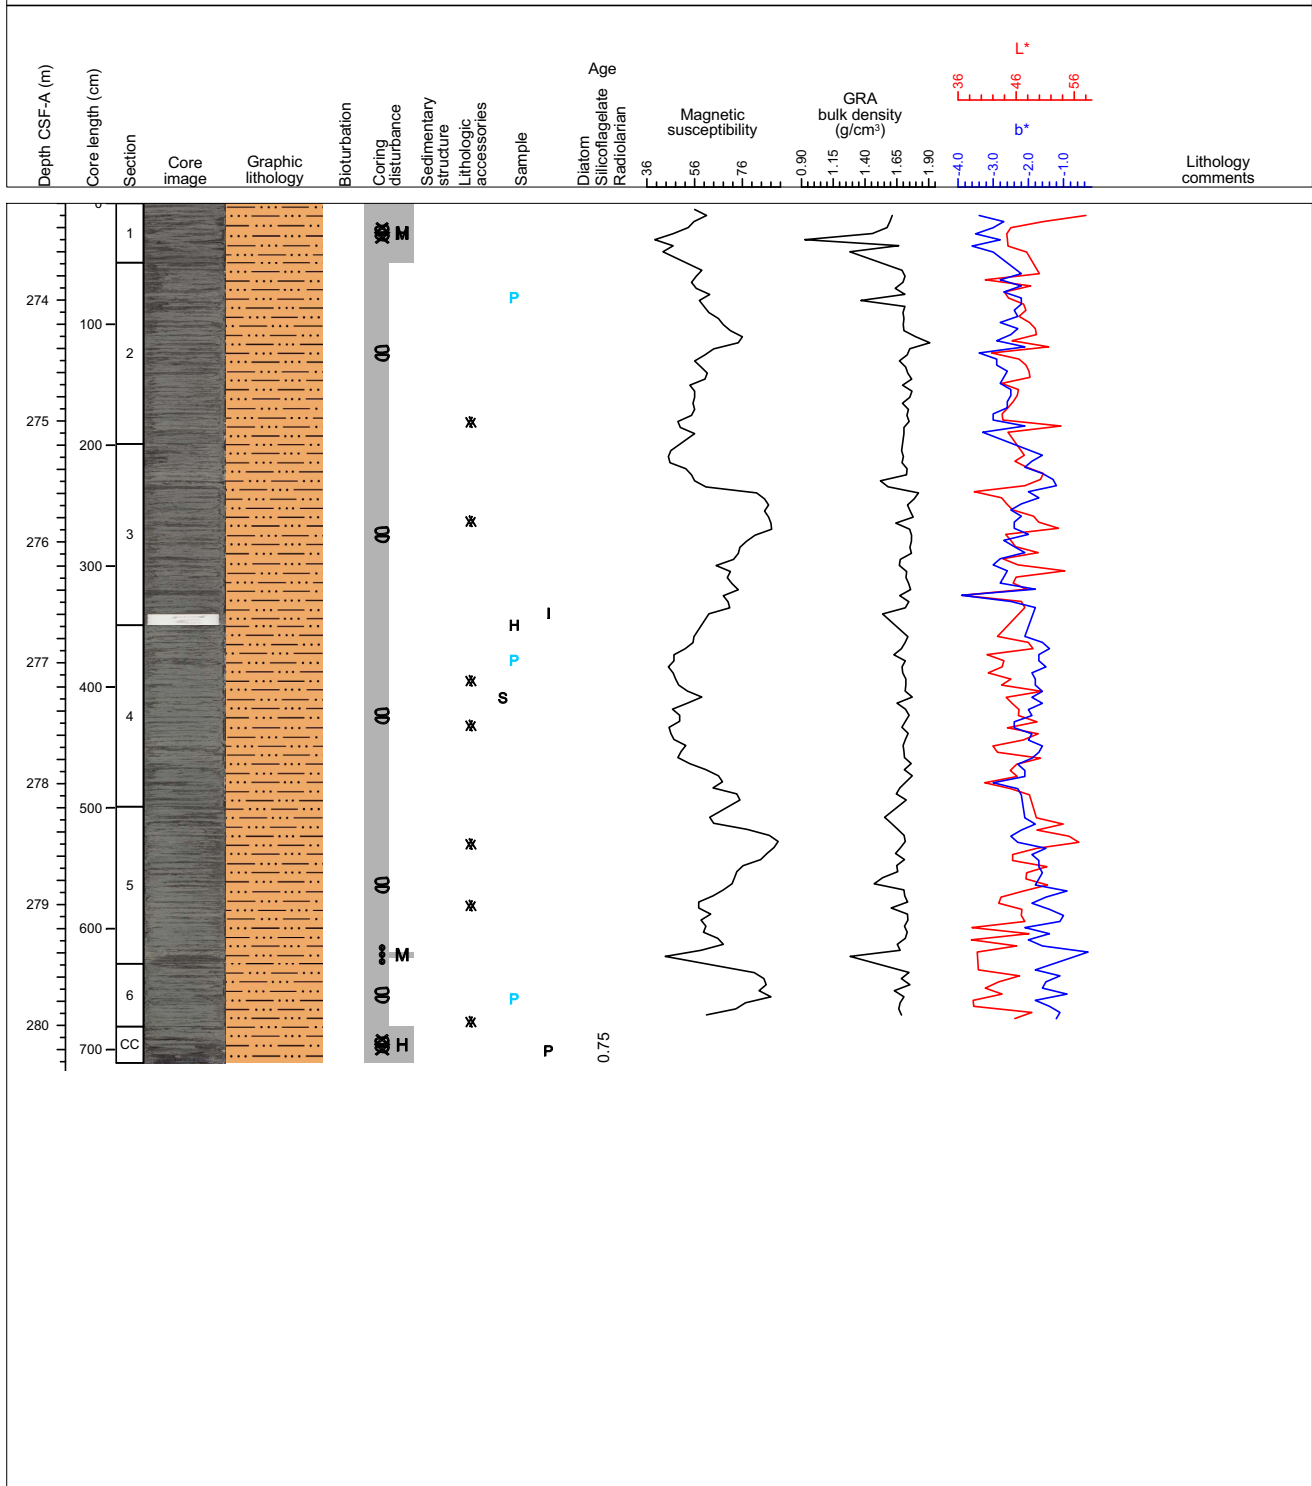 L*
36
46
56
Age
Depth CSF-A (m)
Core length (cm)
Section
Core
image
Graphic
lithology
Bioturbation
Coring
disturbance
Sedimentary
structure
Lithologic
accessories
Sample
Diatom
Silicoflagelate
Radiolarian
Magnetic
susceptibility
36
56
76
GRA
bulk density
(g/cm³)
0.90
1.15
1.40
1.65
1.90
b*
-4.0
-3.0
-2.0
-1.0
Lithology
comments
0
1
M
274
P
100
2
275
200
3
276
300
I
H
277
P
400
S
4
278
500
5
279
600
M
6
P
280
CC
H
700
P
0.75